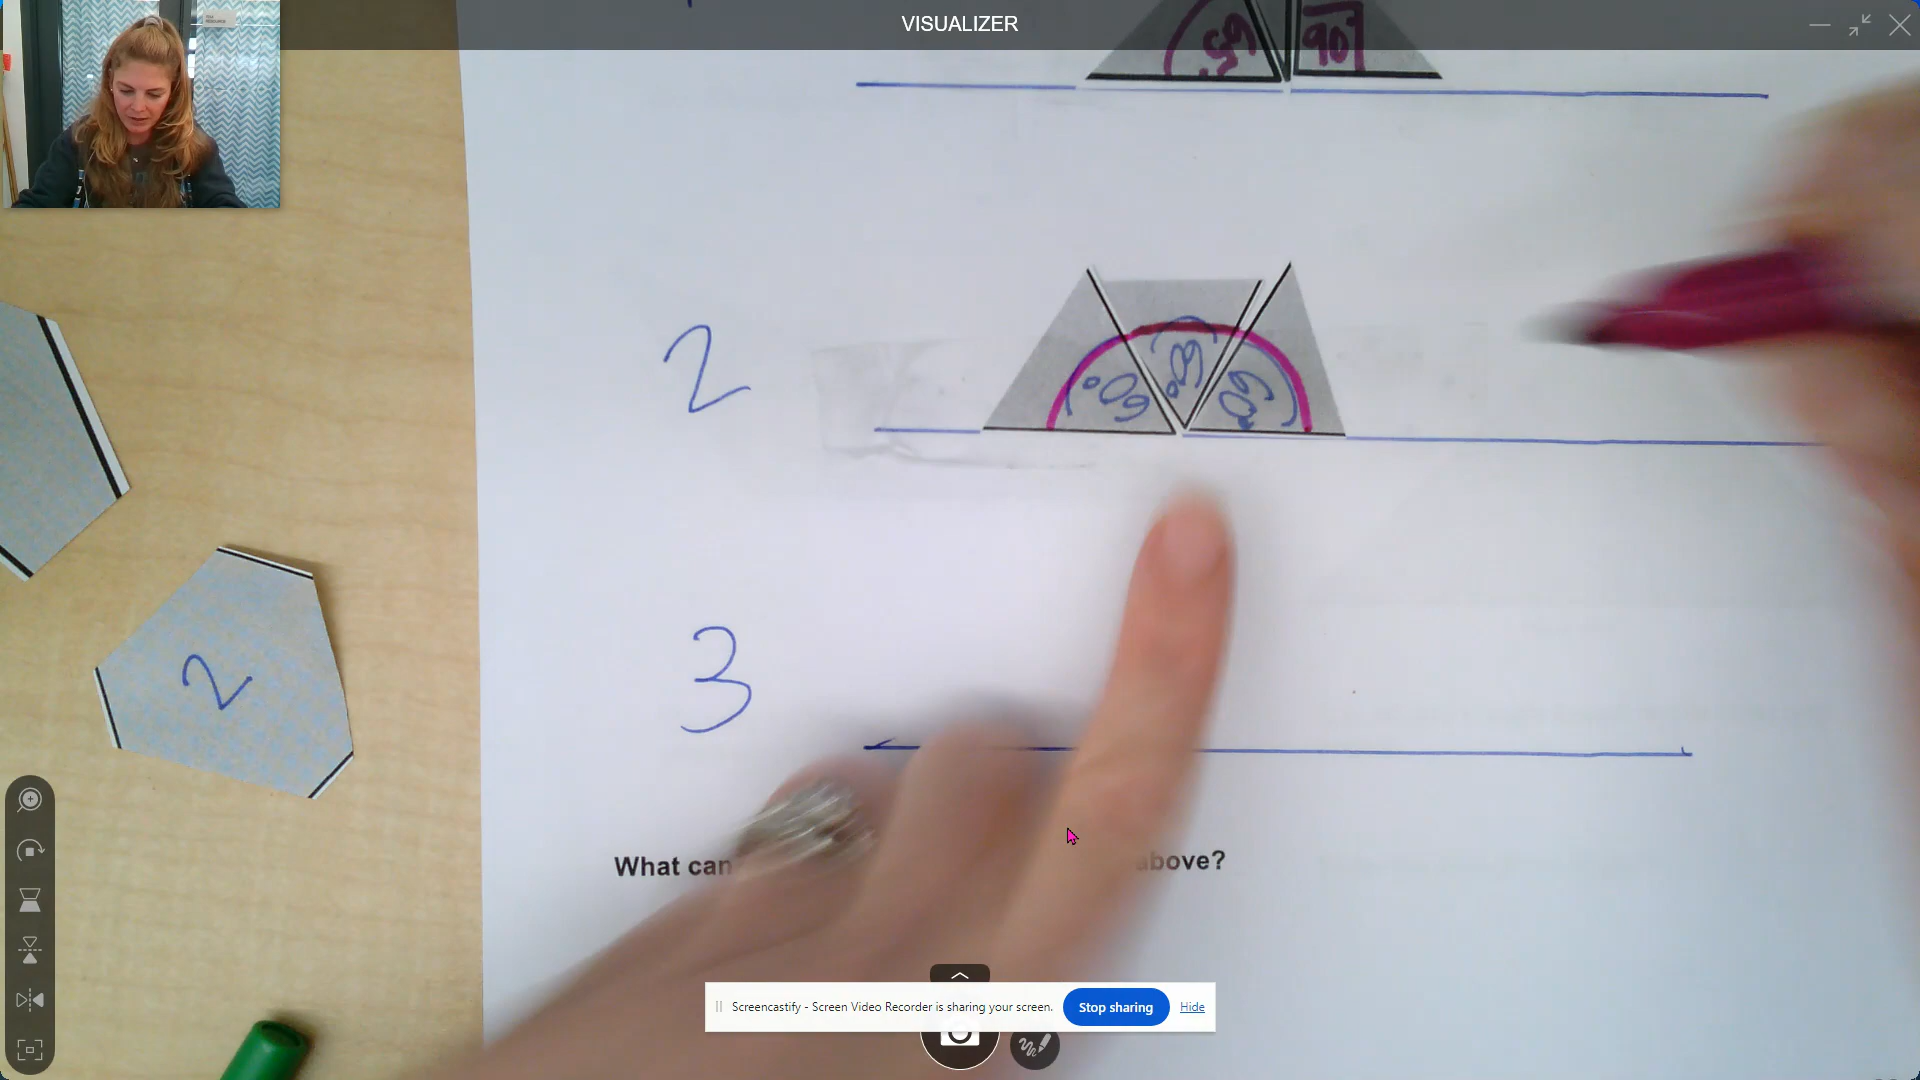 VISUALIZER
90°
2
60°
60°
60°
2
3
What can
above?
Screencastify - Screen Video Recorder is sharing your screen.
Stop sharing
Hide